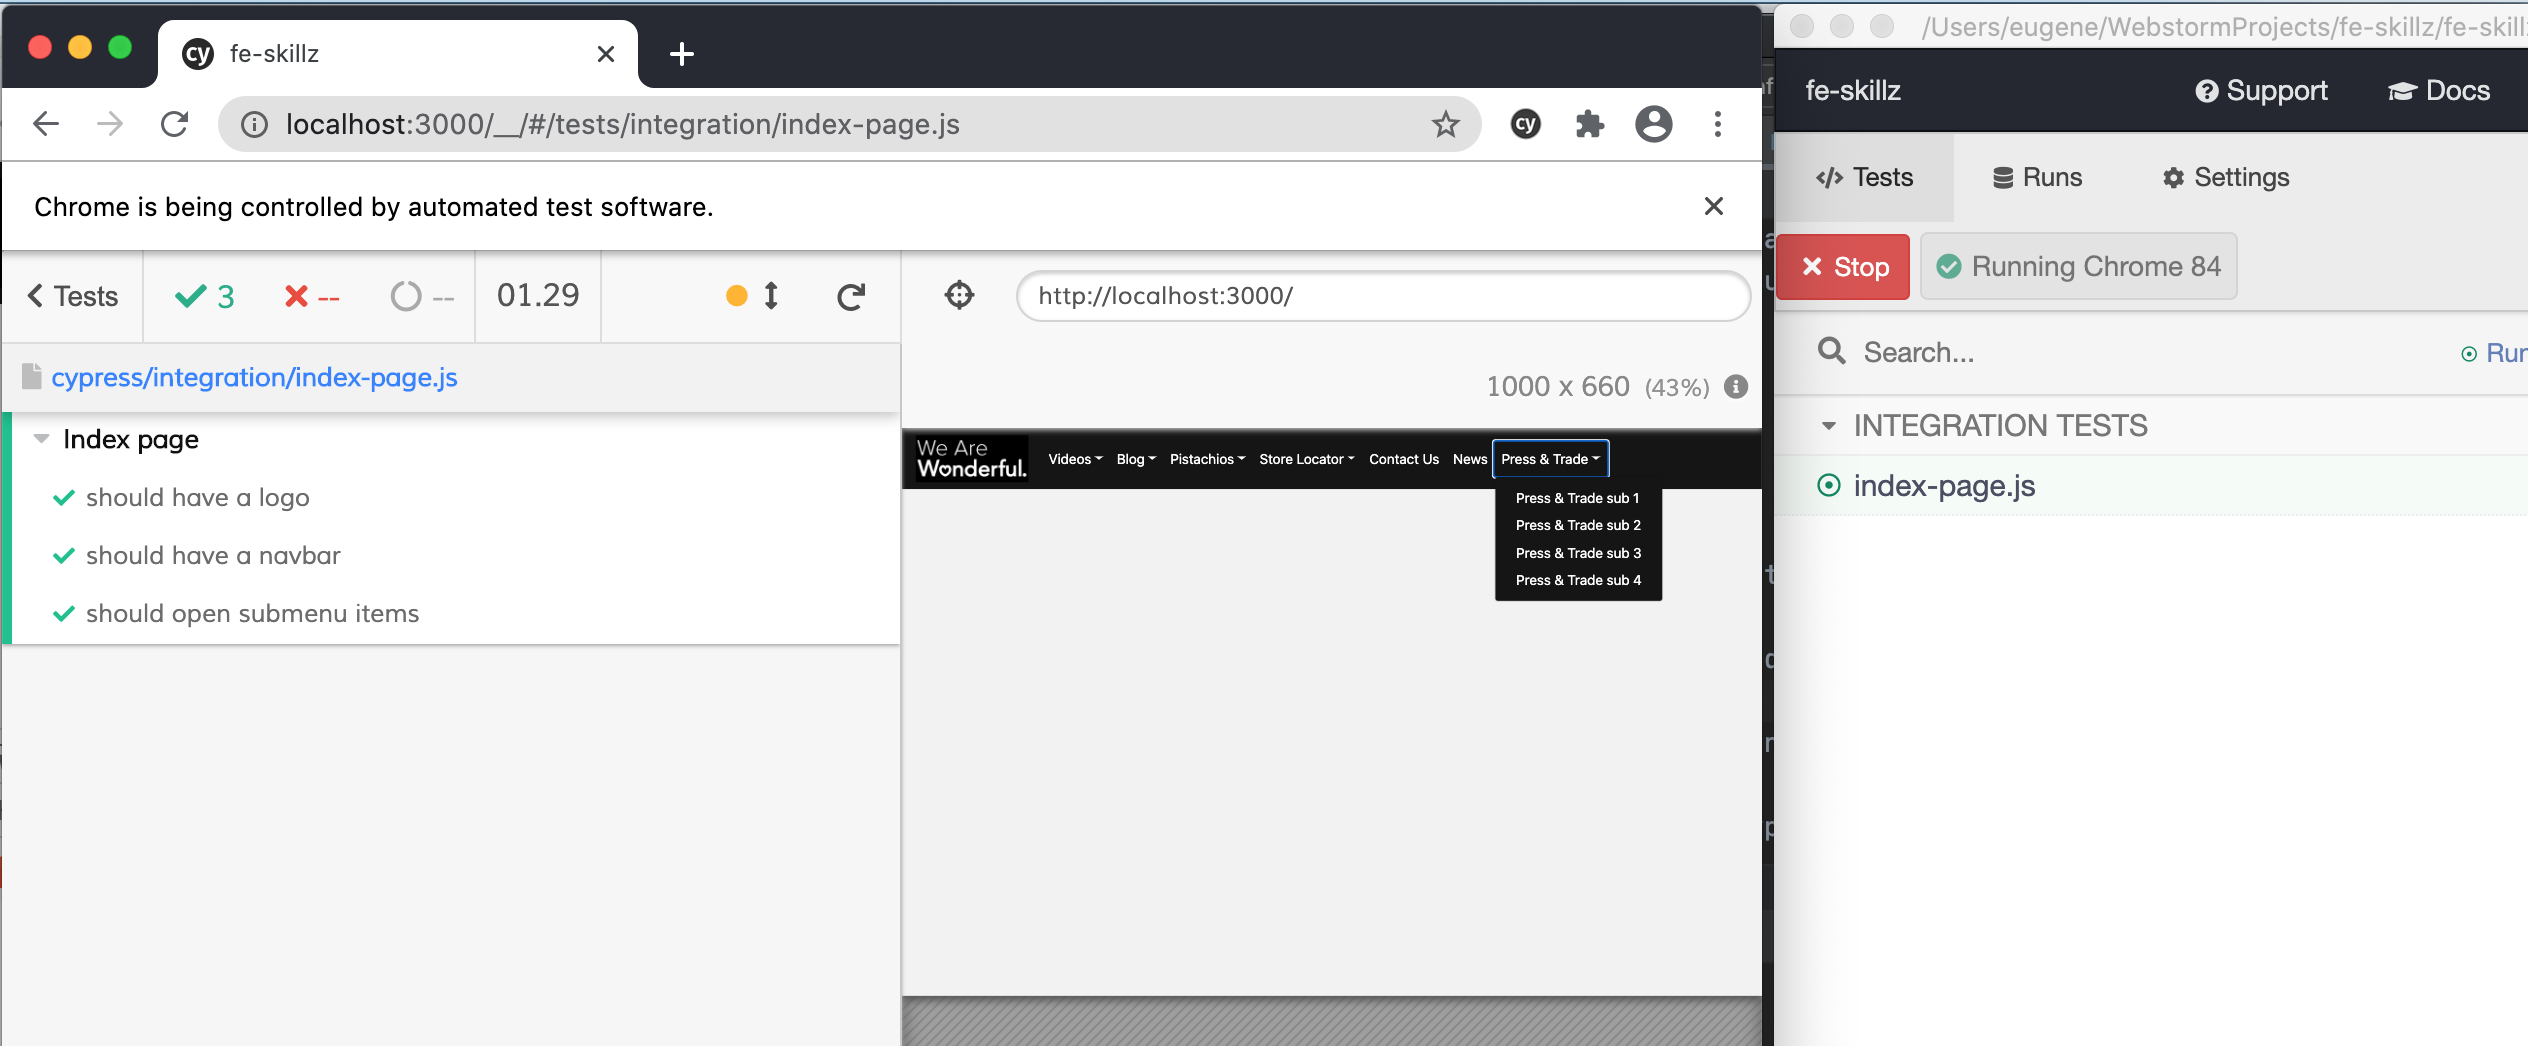 fe-skillz
localhost:3000/__/#/tests/integration/index-page.js
cy
Chrome is being controlled by automated test software.
Tests
3
--
--
01.29
http://localhost:3000/
cypress/integration/index-page.js
1000 x 660 (43%)
Index page
should have a logo
should have a navbar
should open submenu items
We Are
Wonderful.
Videos
Blog
Pistachios
Store Locator
Contact Us
News
Press & Trade
Press & Trade sub 1
Press & Trade sub 2
Press & Trade sub 3
Press & Trade sub 4
/Users/eugene/WebstormProjects/fe-skillz/fe-skill
fe-skillz
Support
Docs
Tests
Runs
Settings
Stop
Running Chrome 84
Search...
INTEGRATION TESTS
index-page.js